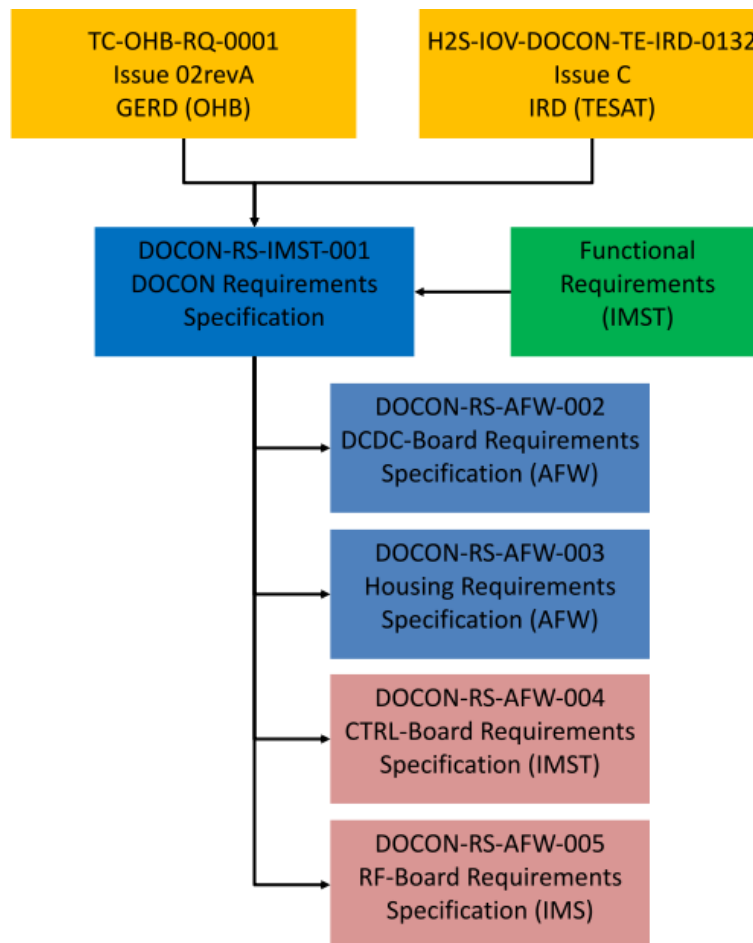 TC-OHB-RQ-0001
Issue 02revA
GERD (OHB)
H2S-IOV-DOCON-TE-IRD-0132
Issue C
IRD (TESAT)
DOCON-RS-IMST-001
DOCON Requirements
Specification
Functional
Requirements
(IMST)
DOCON-RS-AFW-002
DCDC-Board Requirements
Specification (AFW)
DOCON-RS-AFW-003
Housing Requirements
Specification (AFW)
DOCON-RS-AFW-004
CTRL-Board Requirements
Specification (IMST)
DOCON-RS-AFW-005
RF-Board Requirements
Specification (IMS)